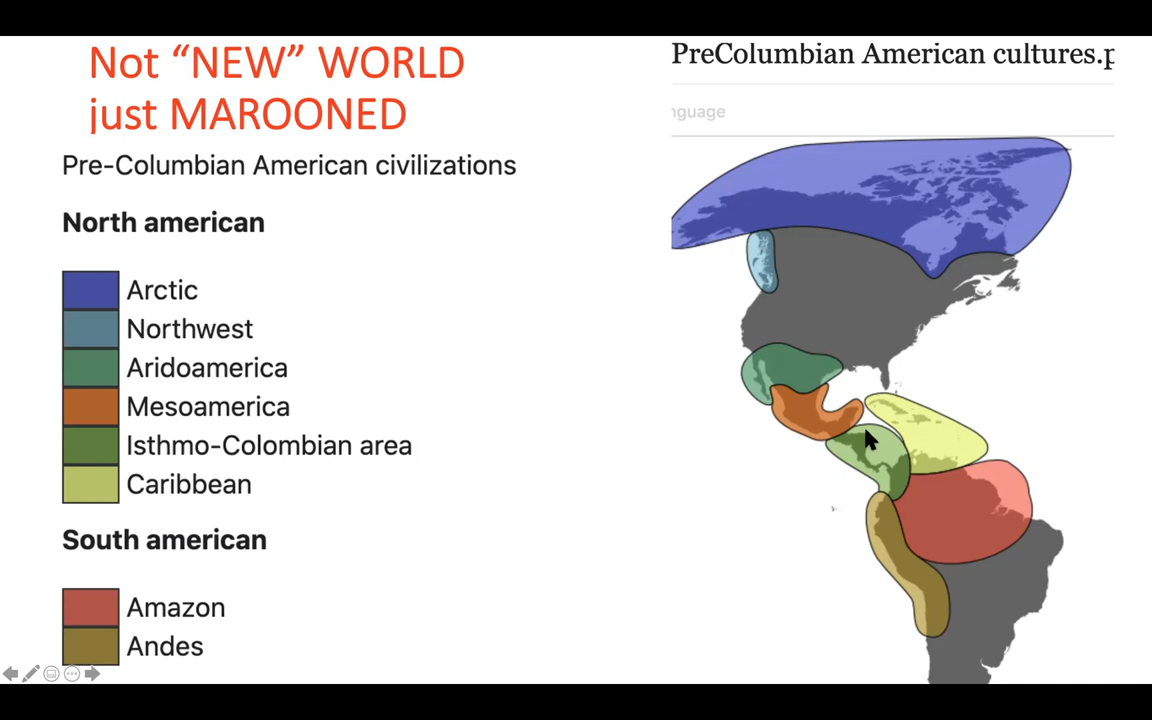 Not “NEW” WORLD
just MAROONED
Pre-Columbian American civilizations
North american
Arctic
Northwest
Aridoamerica
Mesoamerica
Isthmo-Colombian area
Caribbean
South american
Amazon
Andes
PreColumbian American cultures.p
nguage